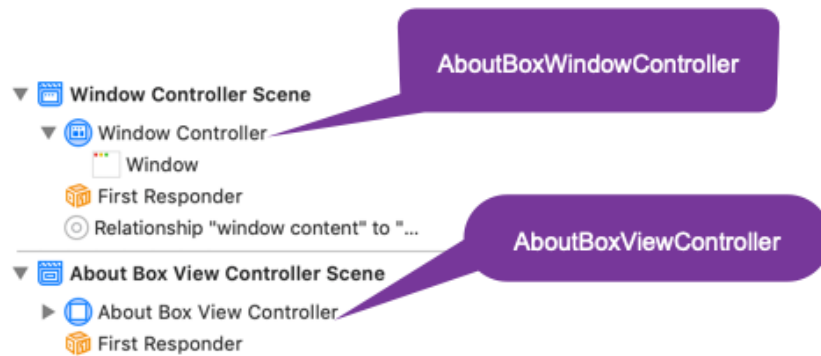 AboutBoxWindowController
Window Controller Scene
Window Controller
Window
First Responder
Relationship "window content" to "...
AboutBoxViewController
About Box View Controller Scene
About Box View Controller
First Responder